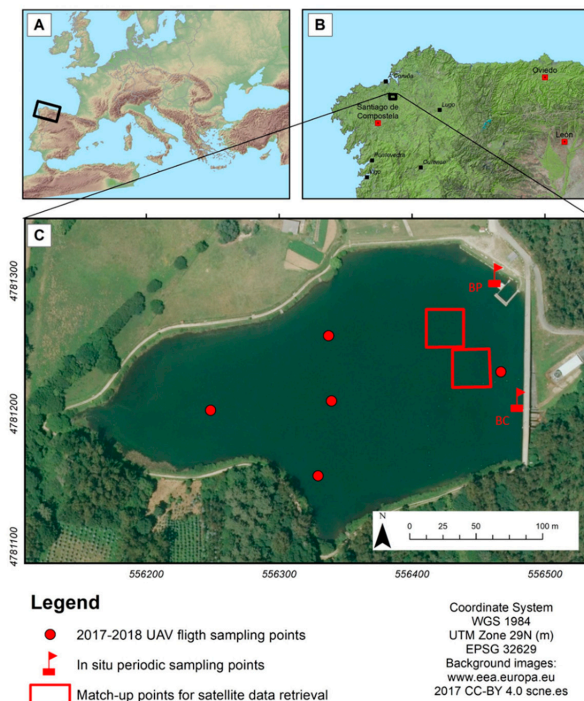 A
B
Coruña
Oviedo
Santiago de
Compostela
Lugo
León
Pontevedra
Ourense
Vigo
C
4781300
BP
4781200
BC
4781100
N
0 25 50 100 m
556200 556300 556400 556500
Legend
2017-2018 UAV fligth sampling points
In situ periodic sampling points
Match-up points for satellite data retrieval
Coordinate System
WGS 1984
UTM Zone 29N (m)
EPSG 32629
Background images:
www.eea.europa.eu
2017 CC-BY 4.0 scne.es